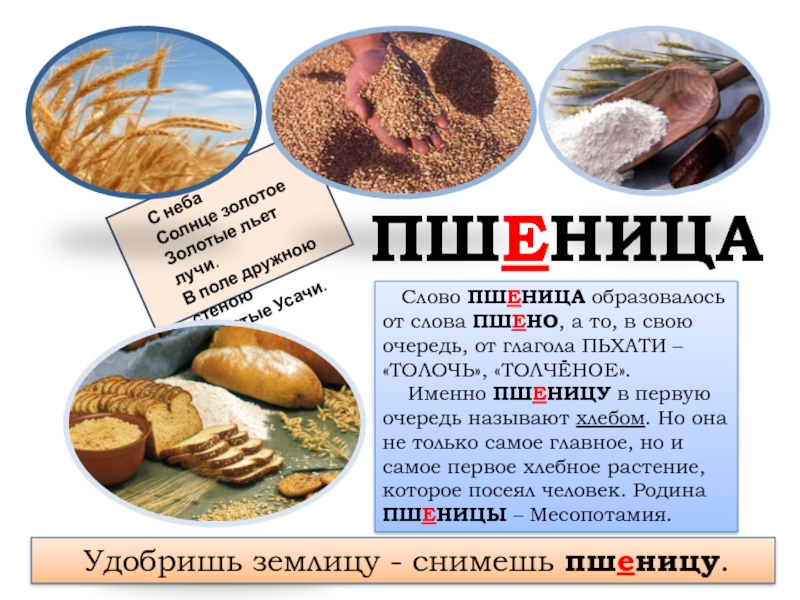 С неба
Солнце золотое
Золотые льет
лучи.
В поле дружною
стеною
Усачи.
ПШЕНИЦА
Слово ПШЕНИЦА образовалось
от слова ПШЕНО, а то, в свою
очередь, от глагола ПЬХАТИ –
«ТОЛОЧЬ», «ТОЛЧЁНОЕ».
Именно ПШЕНИЦУ в первую
очередь называют хлебом. Но она
не только самое главное, но и
самое первое хлебное растение,
которое посеял человек. Родина
ПШЕНИЦЫ – Месопотамия.
Удобришь землицу - снимешь пшеницу.